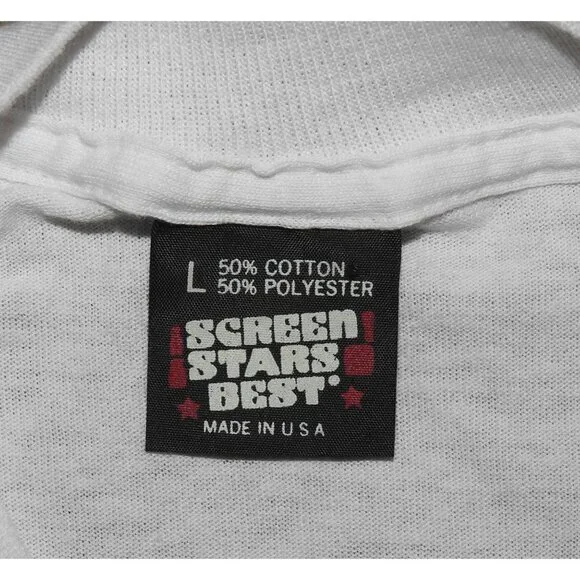 L 50% COTTON
50% POLYESTER
SCREEN
STARS
BEST®
MADE IN U S A